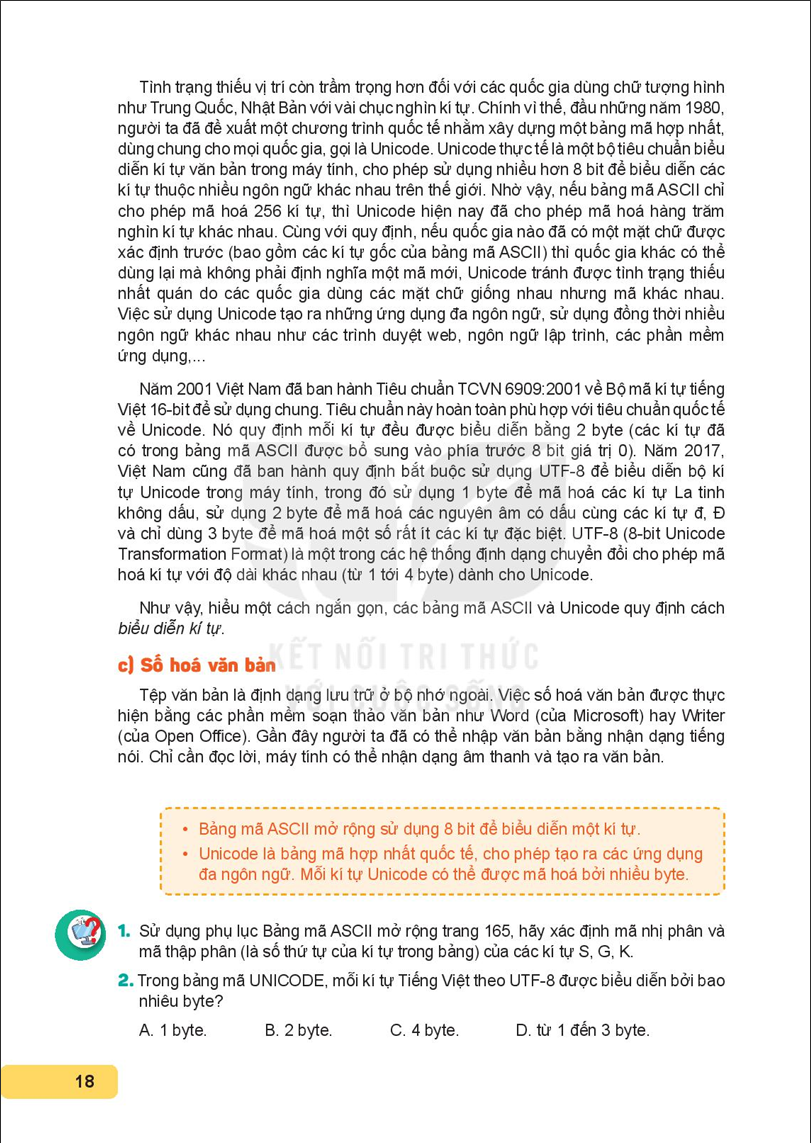 Tình trạng thiếu vị trí còn trầm trọng hơn đối với các quốc gia dùng chữ tượng hình
như Trung Quốc, Nhật Bản với vài chục nghìn kí tự. Chính vì thế, đầu những năm 1980,
người ta đã đề xuất một chương trình quốc tế nhằm xây dựng một bảng mã hợp nhất,
dùng chung cho mọi quốc gia, gọi là Unicode. Unicode thực tế là một bộ tiêu chuẩn biểu
diễn kí tự văn bản trong máy tính, cho phép sử dụng nhiều hơn 8 bit để biểu diễn các
kí tự thuộc nhiều ngôn ngữ khác nhau trên thế giới. Nhờ vậy, nếu bảng mã ASCII chỉ
cho phép mã hoá 256 kí tự, thì Unicode hiện nay đã cho phép mã hoá hàng trăm
nghìn kí tự khác nhau. Cùng với quy định, nếu quốc gia nào đã có một mặt chữ được
xác định trước (bao gồm các kí tự gốc của bảng mã ASCII) thì quốc gia khác có thể
dùng lại mà không phải định nghĩa một mã mới, Unicode tránh được tình trạng thiếu
nhất quán do các quốc gia dùng các mặt chữ giống nhau nhưng mã khác nhau.
Việc sử dụng Unicode tạo ra những ứng dụng đa ngôn ngữ, sử dụng đồng thời nhiều
ngôn ngữ khác nhau như các trình duyệt web, ngôn ngữ lập trình, các phần mềm
ứng dụng,...
Năm 2001 Việt Nam đã ban hành Tiêu chuẩn TCVN 6909:2001 về Bộ mã kí tự tiếng
Việt 16-bit để sử dụng chung. Tiêu chuẩn này hoàn toàn phù hợp với tiêu chuẩn quốc tế
về Unicode. Nó quy định mỗi kí tự đều được biểu diễn bằng 2 byte (các kí tự đã
có trong bảng mã ASCII được bổ sung vào phía trước 8 bit giá trị 0). Năm 2017,
Việt Nam cũng đã ban hành quy định bắt buộc sử dụng UTF-8 để biểu diễn bộ kí
tự Unicode trong máy tính, trong đó sử dụng 1 byte để mã hoá các kí tự La tinh
không dấu, sử dụng 2 byte để mã hoá các nguyên âm có dấu cùng các kí tự đ, Đ
và chỉ dùng 3 byte để mã hoá một số rất ít các kí tự đặc biệt. UTF-8 (8-bit Unicode
Transformation Format) là một trong các hệ thống định dạng chuyển đổi cho phép mã
hoá kí tự với độ dài khác nhau (từ 1 tới 4 byte) dành cho Unicode.
Như vậy, hiểu một cách ngắn gọn, các bảng mã ASCII và Unicode quy định cách
biểu diễn kí tự.
KẾT NỐI TRI THỨC
VỚI CUỘC SỐNG
c) Số hoá văn bản
Tệp văn bản là định dạng lưu trữ ở bộ nhớ ngoài. Việc số hoá văn bản được thực
hiện bằng các phần mềm soạn thảo văn bản như Word (của Microsoft) hay Writer
(của Open Office). Gần đây người ta đã có thể nhập văn bản bằng nhận dạng tiếng
nói. Chỉ cần đọc lời, máy tính có thể nhận dạng âm thanh và tạo ra văn bản.
• Bảng mã ASCII mở rộng sử dụng 8 bit để biểu diễn một kí tự.
• Unicode là bảng mã hợp nhất quốc tế, cho phép tạo ra các ứng dụng
đa ngôn ngữ. Mỗi kí tự Unicode có thể được mã hoá bởi nhiều byte.
1. Sử dụng phụ lục Bảng mã ASCII mở rộng trang 165, hãy xác định mã nhị phân và
mã thập phân (là số thứ tự của kí tự trong bảng) của các kí tự S, G, K.
2. Trong bảng mã UNICODE, mỗi kí tự Tiếng Việt theo UTF-8 được biểu diễn bởi bao
nhiêu byte?
A. 1 byte. B. 2 byte. C. 4 byte. D. từ 1 đến 3 byte.
18